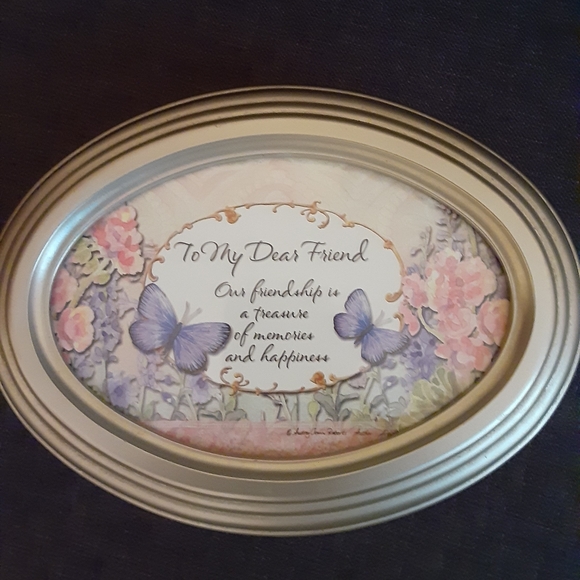 To My Dear Friend
Our friendship is
a treasure
of memories
and happiness